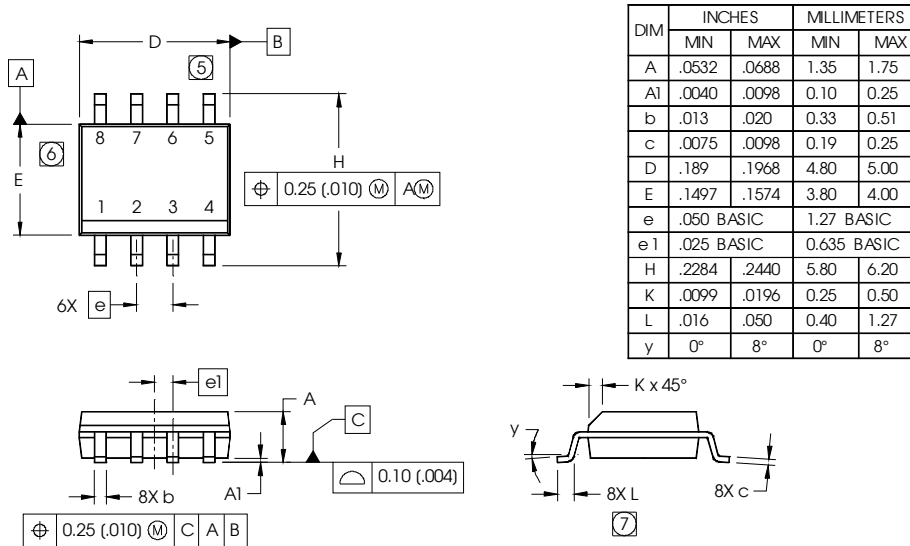 D
B
5
A
8 7 6 5
6
E
H
⌖ 0.25 (.010) Ⓜ AⓂ
1 2 3 4
6X e
DIM INCHES MILLIMETERS
MIN MAX MIN MAX
A .0532 .0688 1.35 1.75
A1 .0040 .0098 0.10 0.25
b .013 .020 0.33 0.51
c .0075 .0098 0.19 0.25
D .189 .1968 4.80 5.00
E .1497 .1574 3.80 4.00
e .050 BASIC 1.27 BASIC
e1 .025 BASIC 0.635 BASIC
H .2284 .2440 5.80 6.20
K .0099 .0196 0.25 0.50
L .016 .050 0.40 1.27
y 0° 8° 0° 8°
e1
A
C
0.10 (.004)
8X b
A1
⌖ 0.25 (.010) Ⓜ C A B
K x 45°
y
8X L
8X c
7